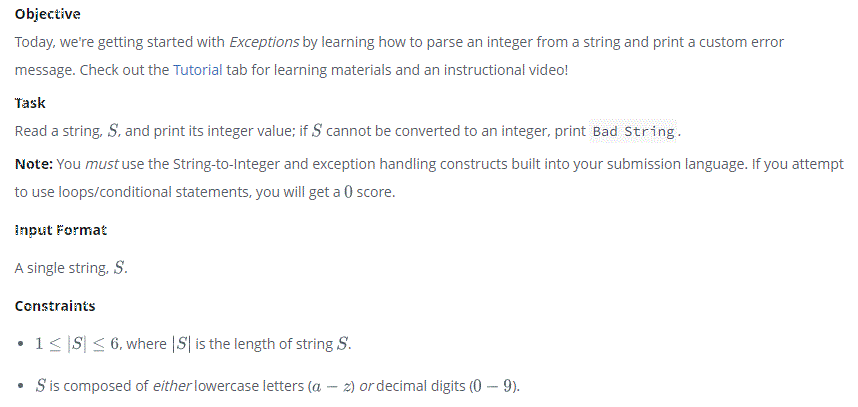 Objective
Today, we're getting started with Exceptions by learning how to parse an integer from a string and print a custom error
message. Check out the Tutorial tab for learning materials and an instructional video!
Task
Read a string, S, and print its integer value; if S cannot be converted to an integer, print Bad String.
Note: You must use the String-to-Integer and exception handling constructs built into your submission language. If you attempt
to use loops/conditional statements, you will get a 0 score.
Input Format
A single string, S.
Constraints
• 1 ≤ |S| ≤ 6, where |S| is the length of string S.
• S is composed of either lowercase letters (a − z) or decimal digits (0 − 9).